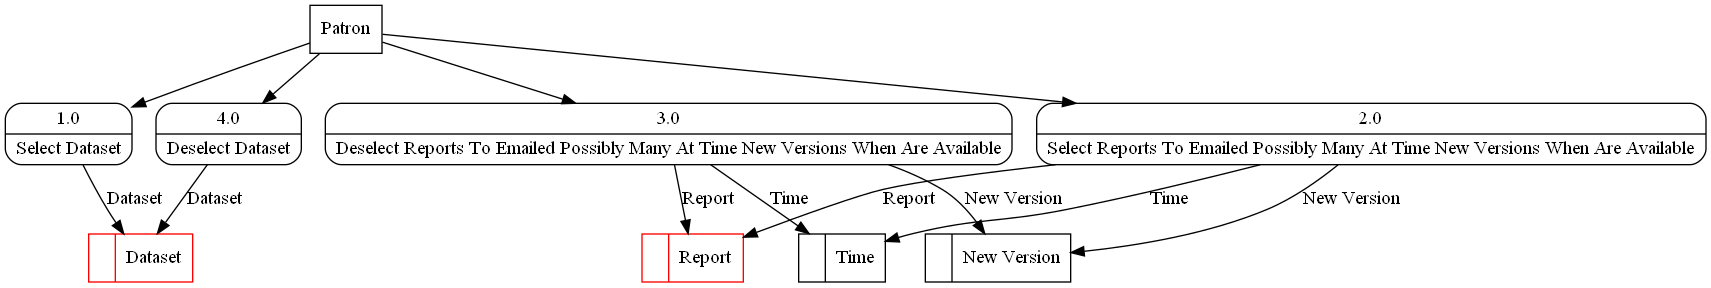 Patron
1.0
Select Dataset
4.0
Deselect Dataset
3.0
Deselect Reports To Emailed Possibly Many At Time New Versions When Are Available
2.0
Select Reports To Emailed Possibly Many At Time New Versions When Are Available
Dataset
Dataset
Report
Time
Report
New Version
Time
New Version
Dataset
Report
Time
New Version